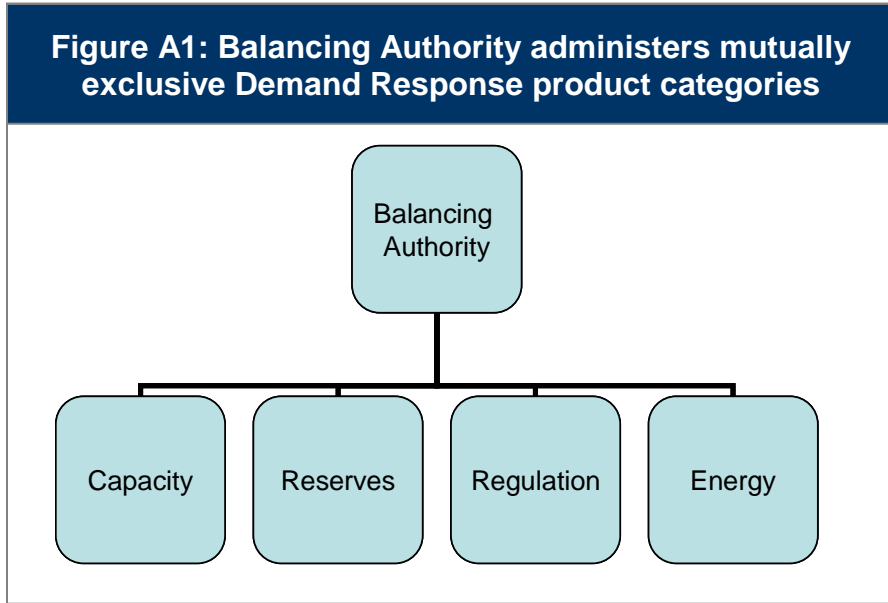 Figure A1: Balancing Authority administers mutually
exclusive Demand Response product categories
Balancing
Authority
Capacity
Reserves
Regulation
Energy